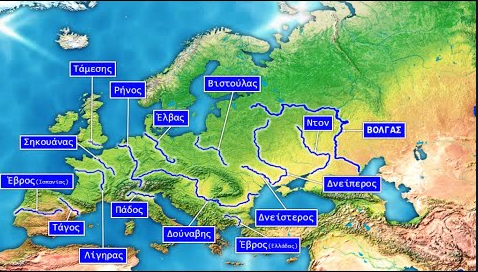 Τάμεσης
Ρήνος
Βιστούλας
Έλβας
Ντον
ΒΟΛΓΑΣ
Σηκουάνας
Έβρος(Ισπανίας)
Δνείπερος
Πάδος
Δνείστερος
Τάγος
Δούναβης
Έβρος(Ελλάδας)
Λίγηρας